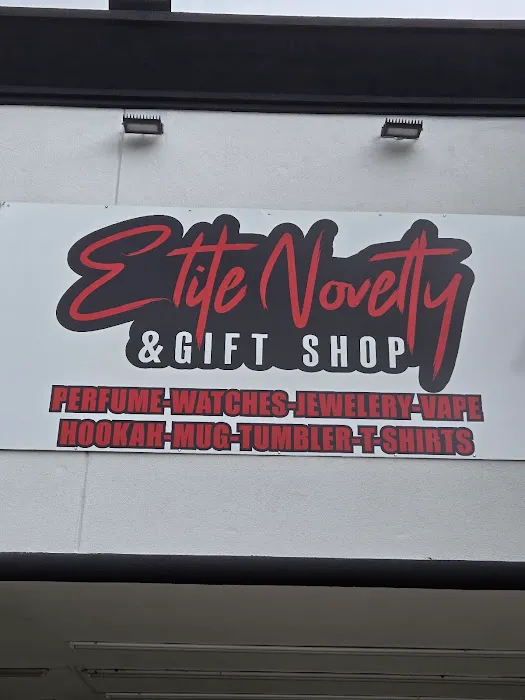 Elite Novelty
& GIFT SHOP
PERFUME-WATCHES-JEWELERY-VAPE
HOOKAH-MUG-TUMBLER-T-SHIRTS